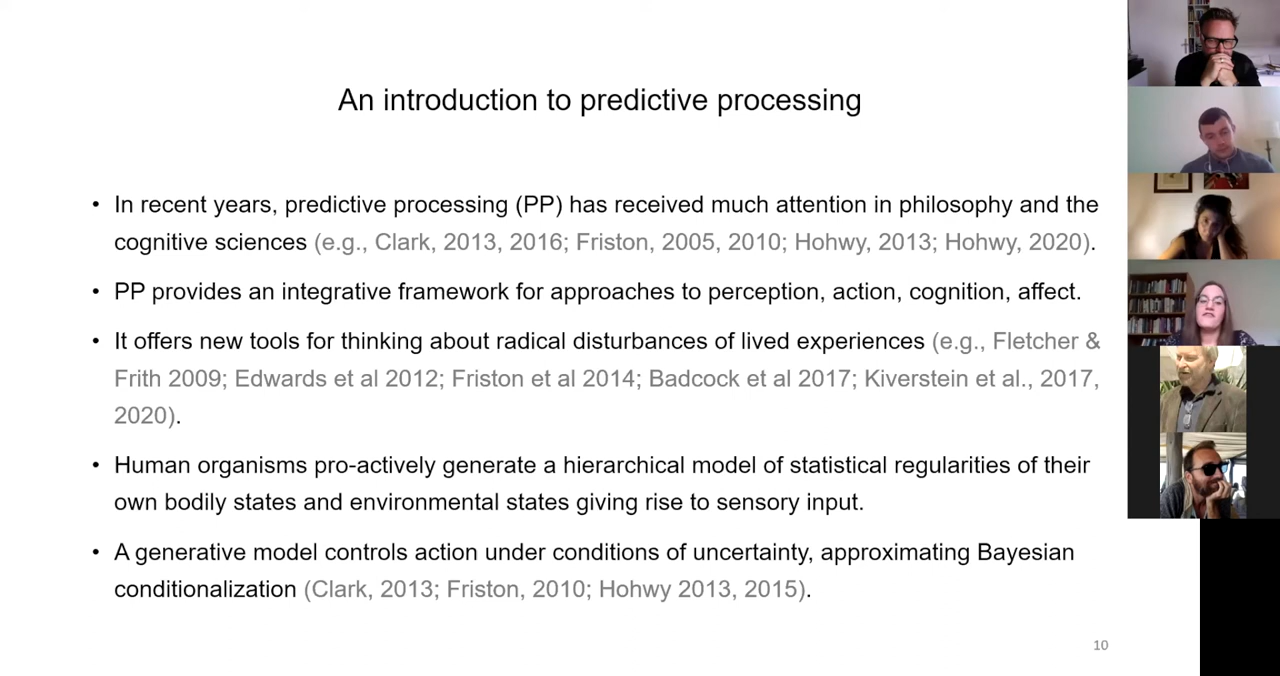 An introduction to predictive processing
• In recent years, predictive processing (PP) has received much attention in philosophy and the
cognitive sciences (e.g., Clark, 2013, 2016; Friston, 2005, 2010; Hohwy, 2013; Hohwy, 2020).
• PP provides an integrative framework for approaches to perception, action, cognition, affect.
• It offers new tools for thinking about radical disturbances of lived experiences (e.g., Fletcher &
Frith 2009; Edwards et al 2012; Friston et al 2014; Badcock et al 2017; Kiverstein et al., 2017,
2020).
• Human organisms pro-actively generate a hierarchical model of statistical regularities of their
own bodily states and environmental states giving rise to sensory input.
• A generative model controls action under conditions of uncertainty, approximating Bayesian
conditionalization (Clark, 2013; Friston, 2010; Hohwy 2013, 2015).
10